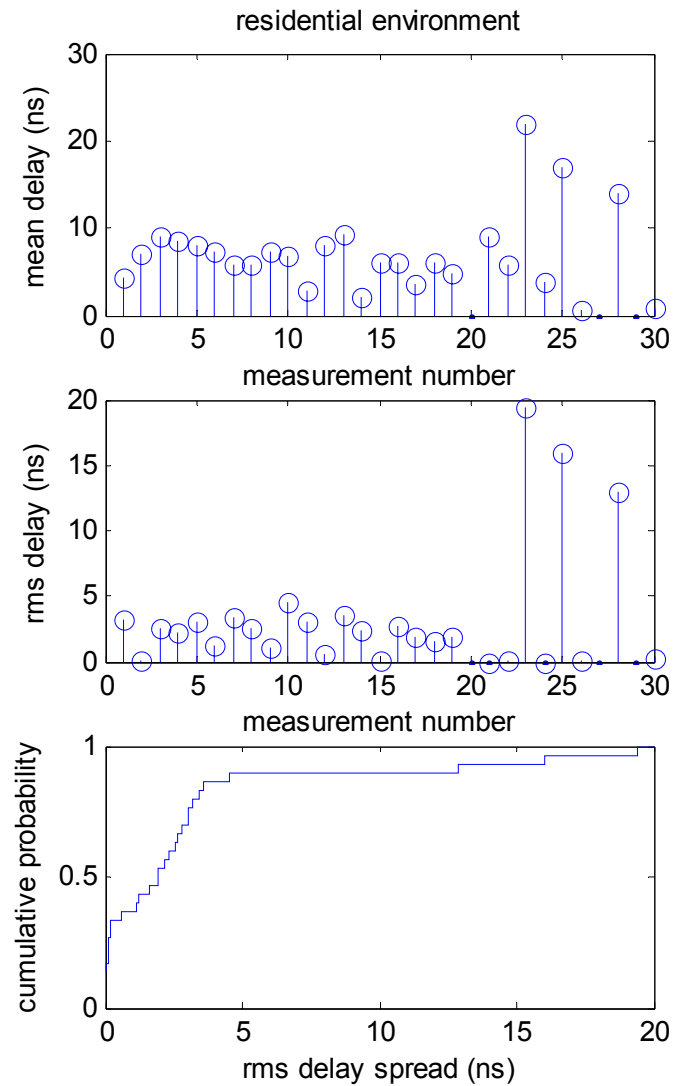 residential environment
mean delay (ns)
30
20
10
0
0 5 10 15 20 25 30
measurement number
rms delay (ns)
20
15
10
5
0
0 5 10 15 20 25 30
measurement number
cumulative probability
1
0.5
0
0 5 10 15 20
rms delay spread (ns)